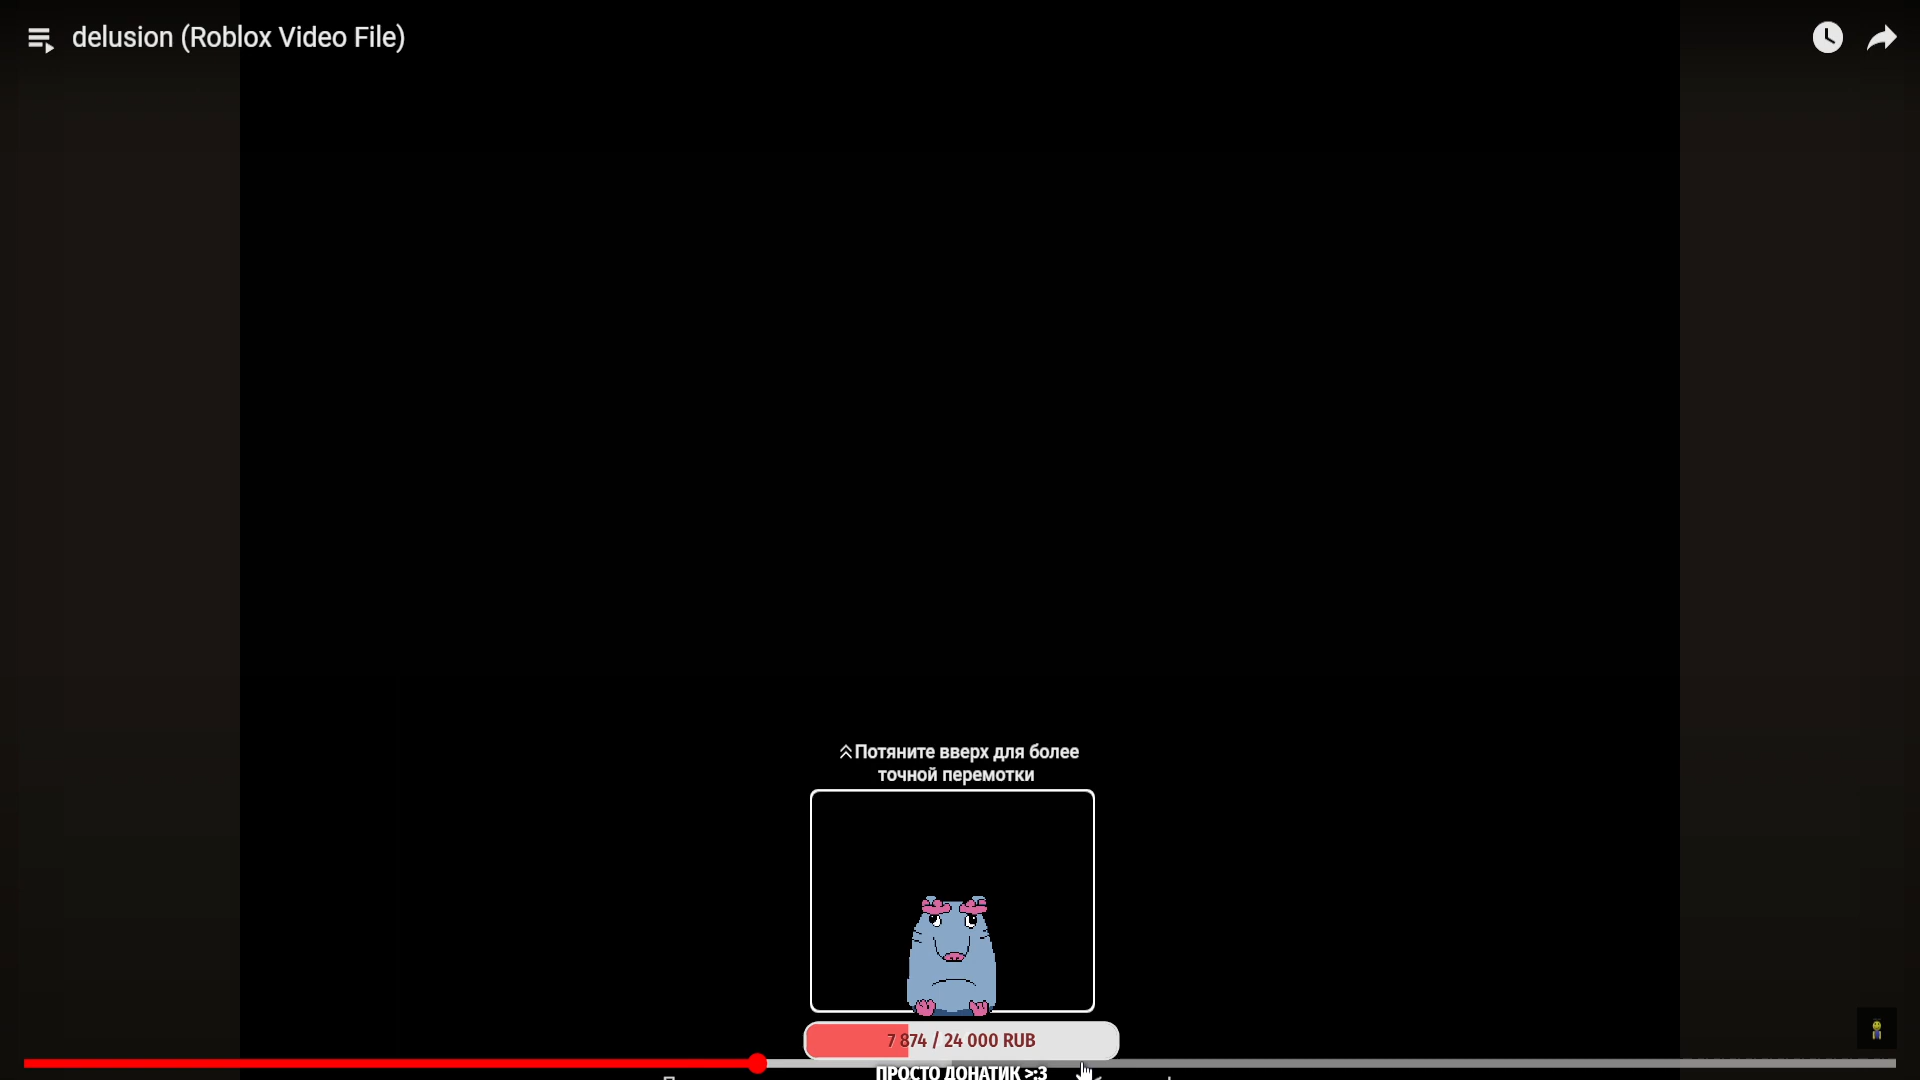 delusion (Roblox Video File)
Потяните вверх для более
точной перемотки
7 874 / 24 000 RUB
ПРОСТО ДОНАТИК >:3